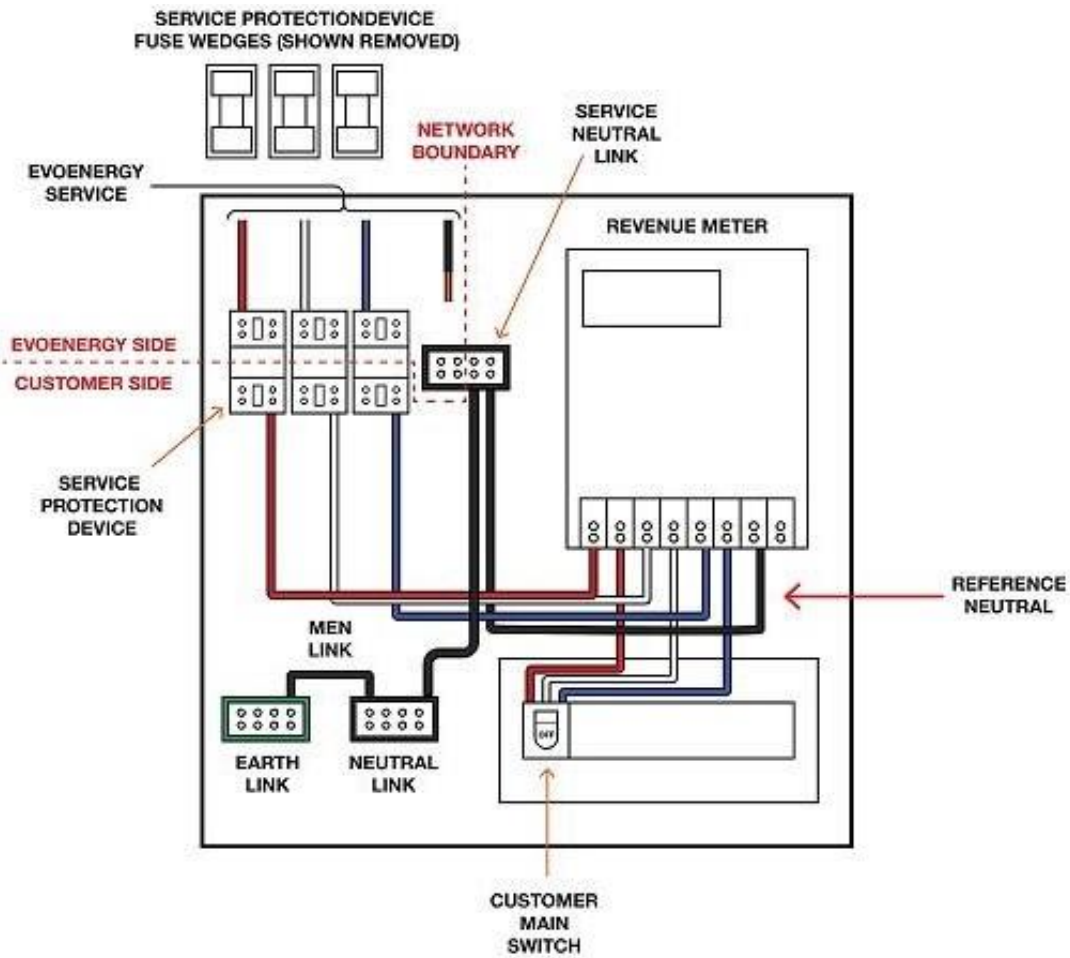 SERVICE PROTECTIONDEVICE
FUSE WEDGES (SHOWN REMOVED)
NETWORK
BOUNDARY
SERVICE
NEUTRAL
LINK
EVOENERGY
SERVICE
REVENUE METER
EVOENERGY SIDE
CUSTOMER SIDE
SERVICE
PROTECTION
DEVICE
REFERENCE
NEUTRAL
MEN
LINK
OFF
EARTH
LINK
NEUTRAL
LINK
CUSTOMER
MAIN
SWITCH